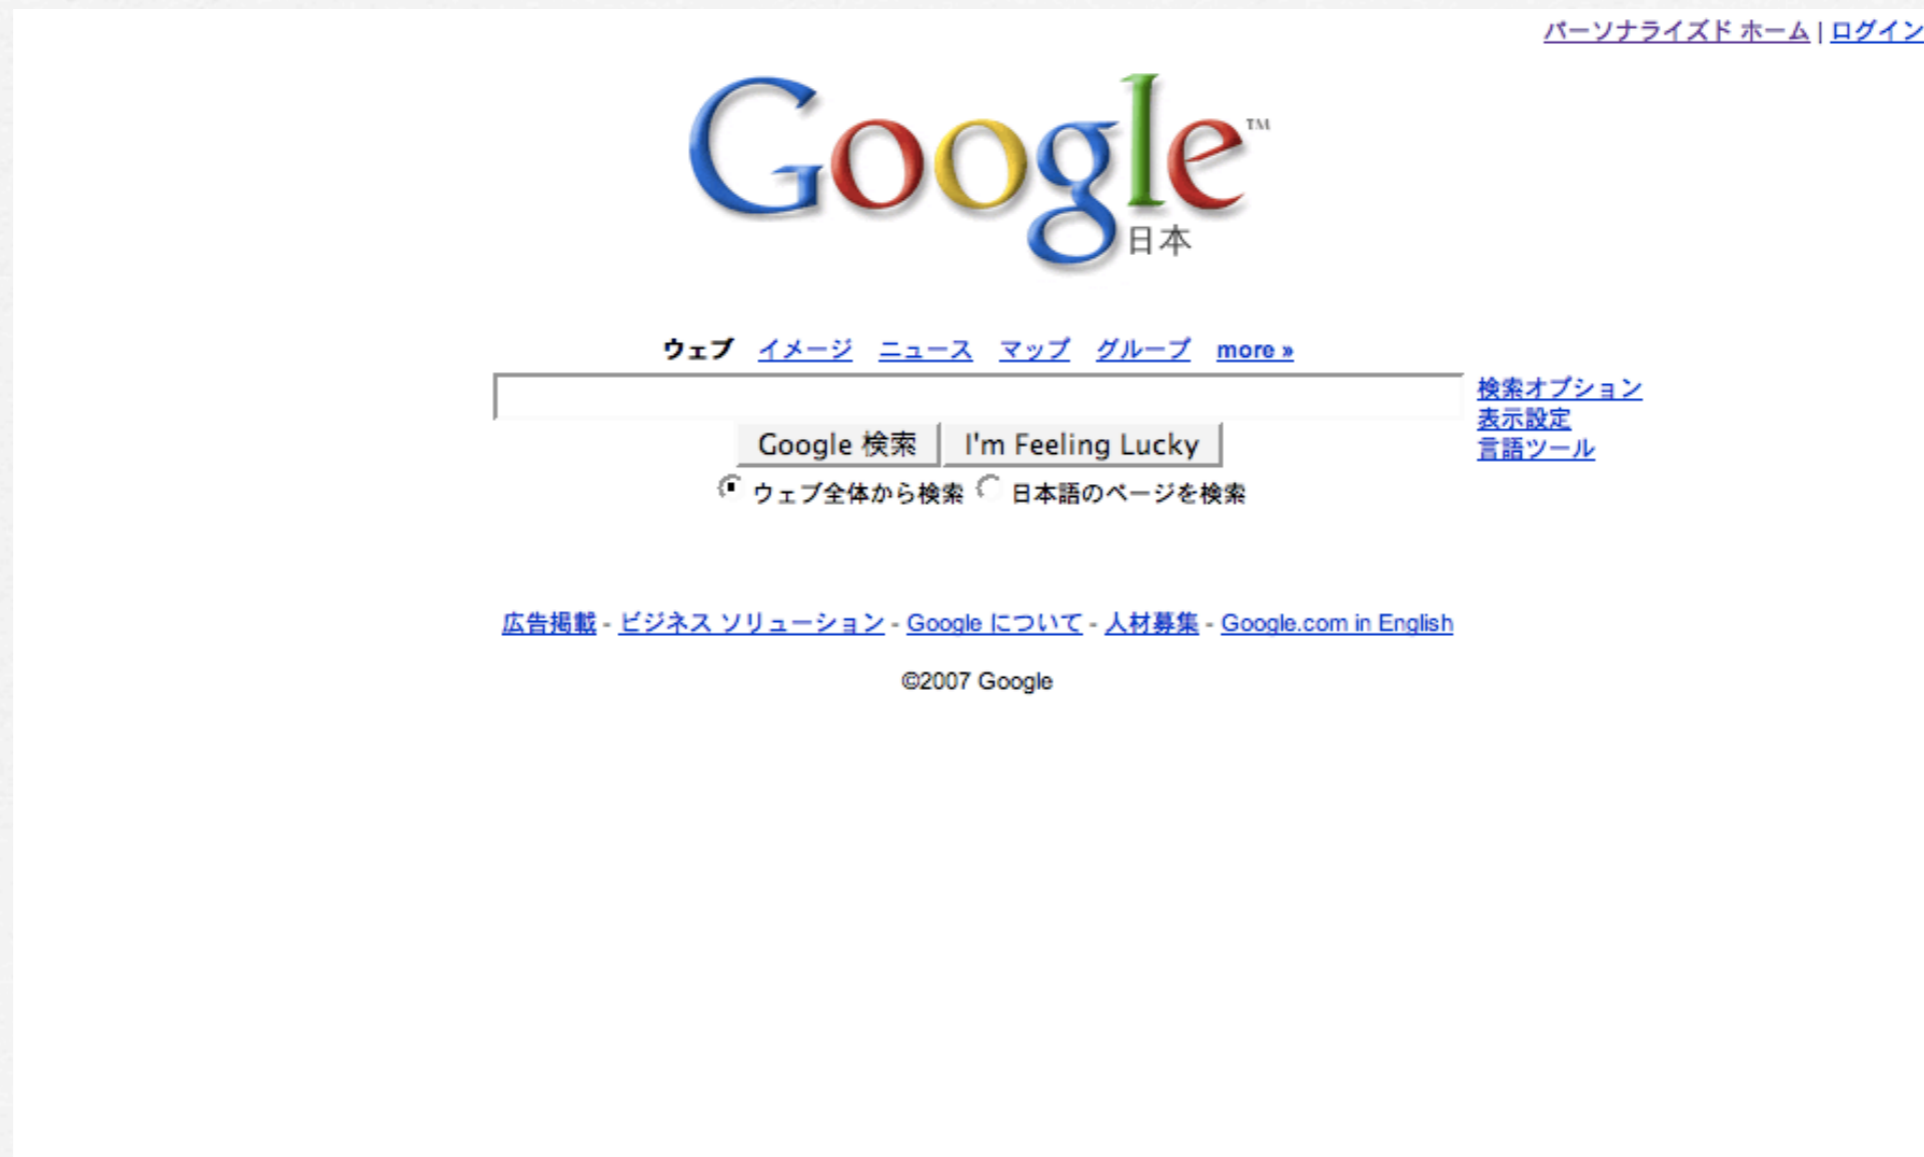 パーソナライズド ホーム | ログイン
Google™
日本
ウェブ イメージ ニュース マップ グループ more »
検索オプション
表示設定
言語ツール
Google 検索 I'm Feeling Lucky
ウェブ全体から検索 日本語のページを検索
広告掲載 - ビジネス ソリューション - Google について - 人材募集 - Google.com in English
©2007 Google